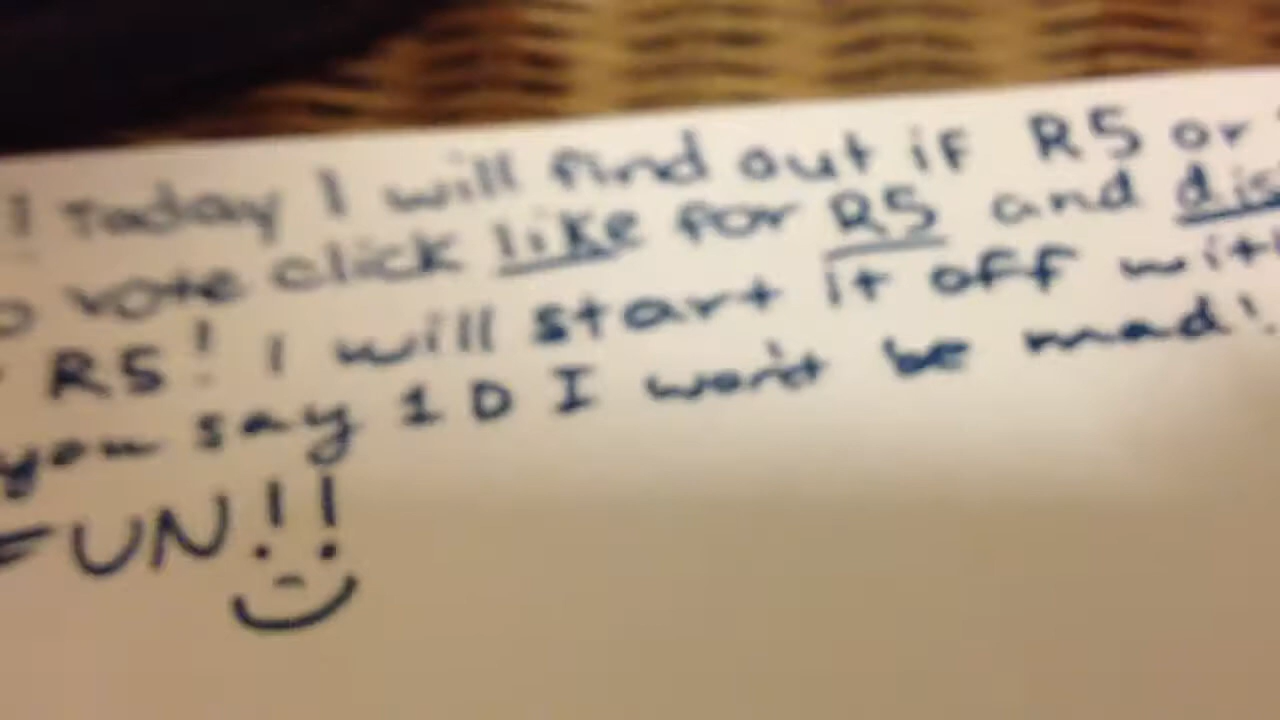 ! Today I will find out if R5 or
vote click like for R5 and dis
R5! I will start it off with
you say 1D I won't be mad!
FUN!!